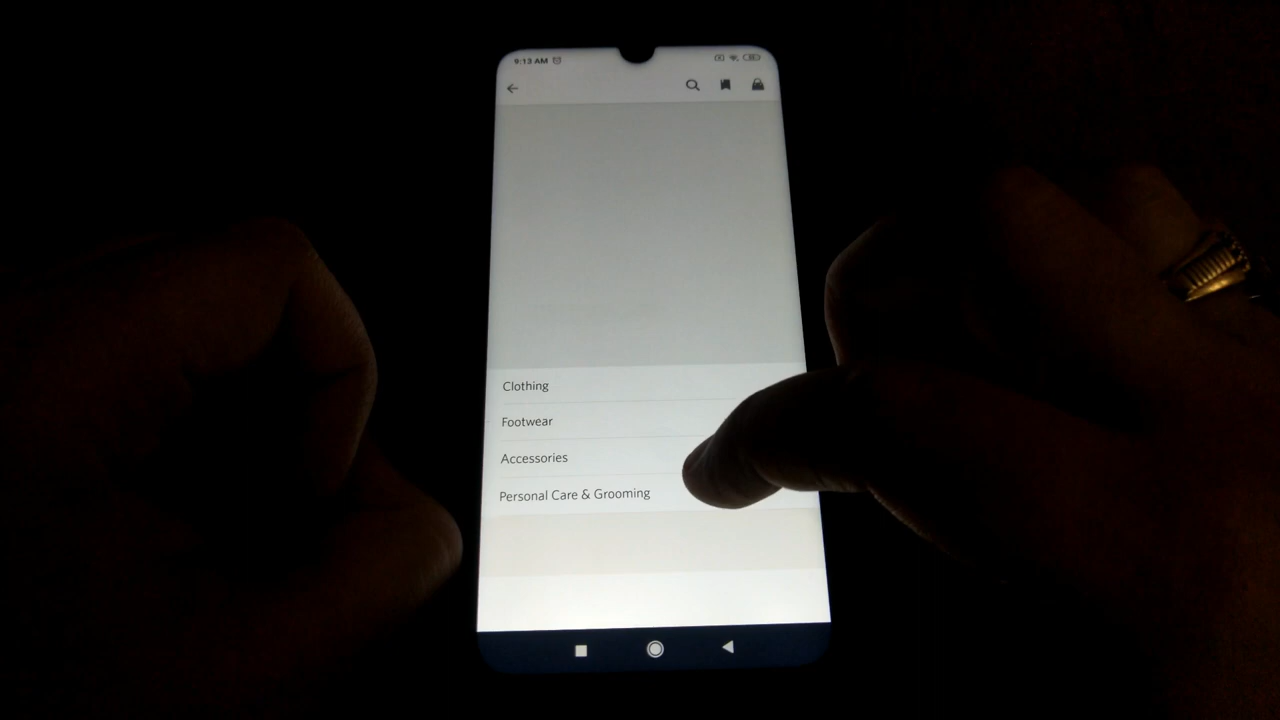 9:13 AM
Clothing
Footwear
Accessories
Personal Care & Grooming